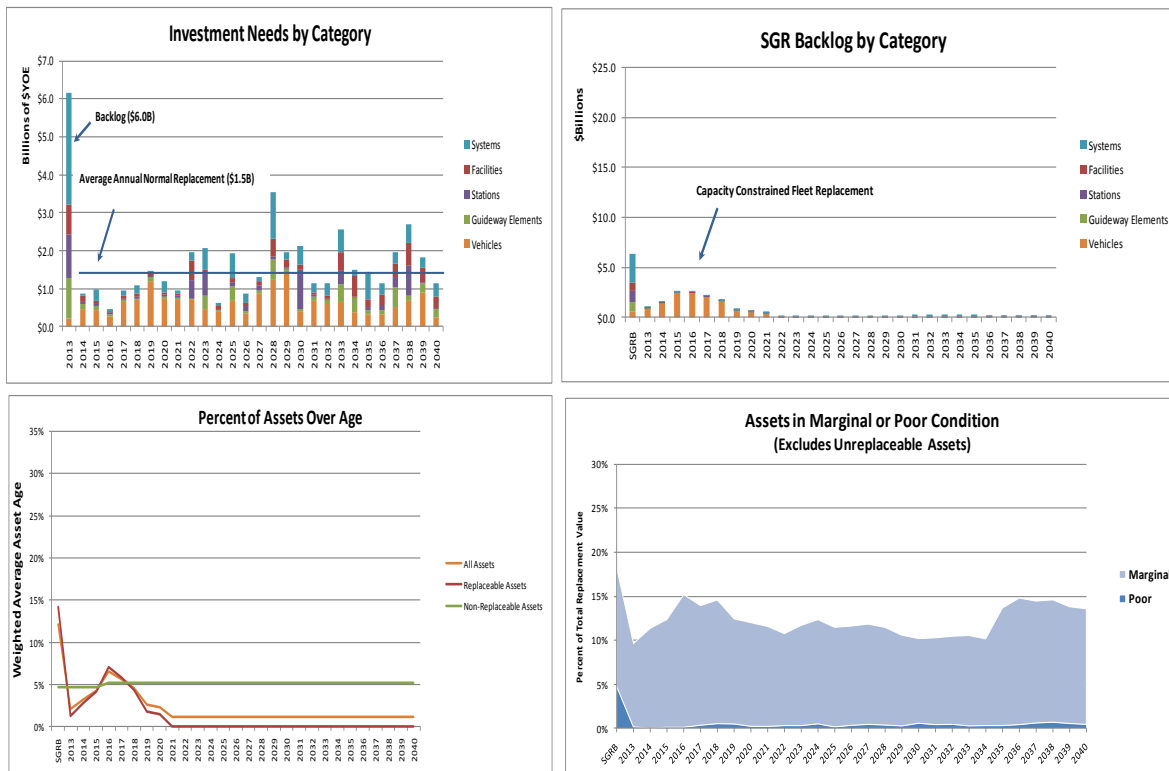 Investment Needs by Category
Billions of $YOE
$7.0
$6.0
$5.0
$4.0
$3.0
$2.0
$1.0
$0.0
Backlog ($6.0B)
Average Annual Normal Replacement ($1.5B)
Systems
Facilities
Stations
Guideway Elements
Vehicles
2013 2014 2015 2016 2017 2018 2019 2020 2021 2022 2023 2024 2025 2026 2027 2028 2029 2030 2031 2032 2033 2034 2035 2036 2037 2038 2039 2040
SGR Backlog by Category
$Billions
$25.0
$20.0
$15.0
$10.0
$5.0
$0.0
Capacity Constrained Fleet Replacement
Systems
Facilities
Stations
Guideway Elements
Vehicles
SGRB 2013 2014 2015 2016 2017 2018 2019 2020 2021 2022 2023 2024 2025 2026 2027 2028 2029 2030 2031 2032 2033 2034 2035 2036 2037 2038 2039 2040
Percent of Assets Over Age
Weighted Average Asset Age
35%
30%
25%
20%
15%
10%
5%
0%
All Assets
Replaceable Assets
Non-Replaceable Assets
SGRB 2013 2014 2015 2016 2017 2018 2019 2020 2021 2022 2023 2024 2025 2026 2027 2028 2029 2030 2031 2032 2033 2034 2035 2036 2037 2038 2039 2040
Assets in Marginal or Poor Condition
(Excludes Unreplaceable Assets)
Percent of Total Replacement Value
30%
25%
20%
15%
10%
5%
0%
Marginal
Poor
SGRB 2013 2014 2015 2016 2017 2018 2019 2020 2021 2022 2023 2024 2025 2026 2027 2028 2029 2030 2031 2032 2033 2034 2035 2036 2037 2038 2039 2040